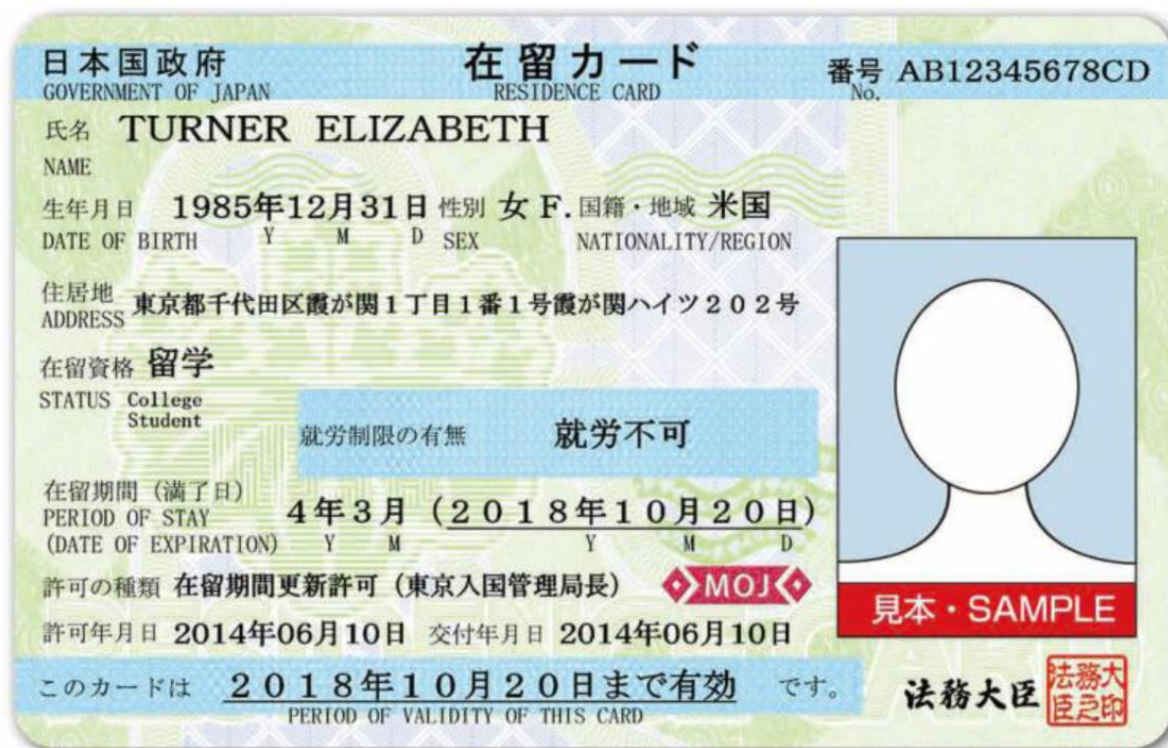 日本国政府 在留カード 番号 AB12345678CD
GOVERNMENT OF JAPAN RESIDENCE CARD No.
氏名 TURNER ELIZABETH
NAME
生年月日 1985年12月31日 性別 女 F. 国籍・地域 米国
DATE OF BIRTH Y M D SEX NATIONALITY/REGION
住居地 東京都千代田区霞が関1丁目1番1号霞が関ハイツ202号
ADDRESS
在留資格 留学
STATUS College
Student
就労制限の有無 就労不可
在留期間(満了日) 4年3月(2018年10月20日)
PERIOD OF STAY
(DATE OF EXPIRATION) Y M Y M D
許可の種類 在留期間更新許可(東京入国管理局長) MOJ
見本・SAMPLE
許可年月日 2014年06月10日 交付年月日 2014年06月10日
このカードは 2018年10月20日まで有効 です。
PERIOD OF VALIDITY OF THIS CARD
法務大臣 法務大臣之印